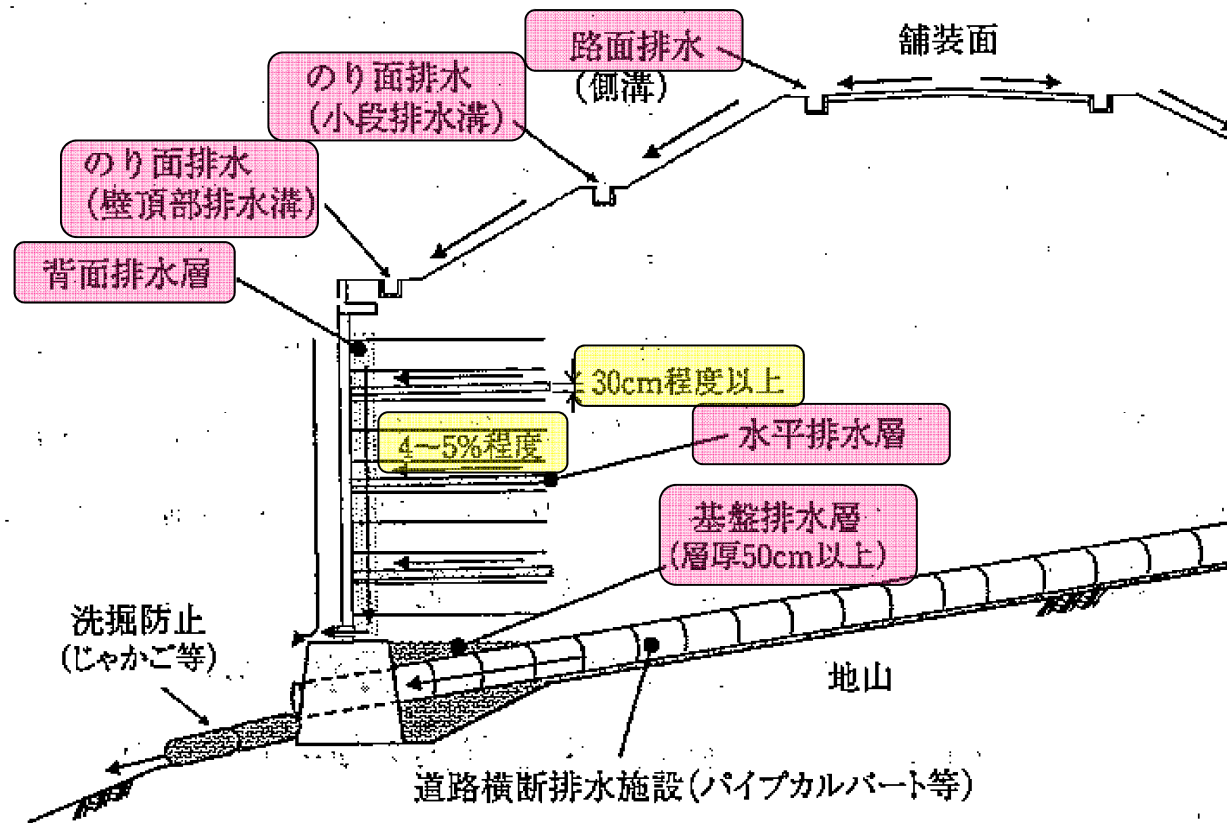 舗装面
路面排水
(側溝)
のり面排水
(小段排水溝)
のり面排水
(壁頂部排水溝)
背面排水層
30cm程度以上
4～5%程度
水平排水層
基盤排水層
(層厚50cm以上)
洗掘防止
(じゃかご等)
地山
道路横断排水施設(パイプカルバート等)